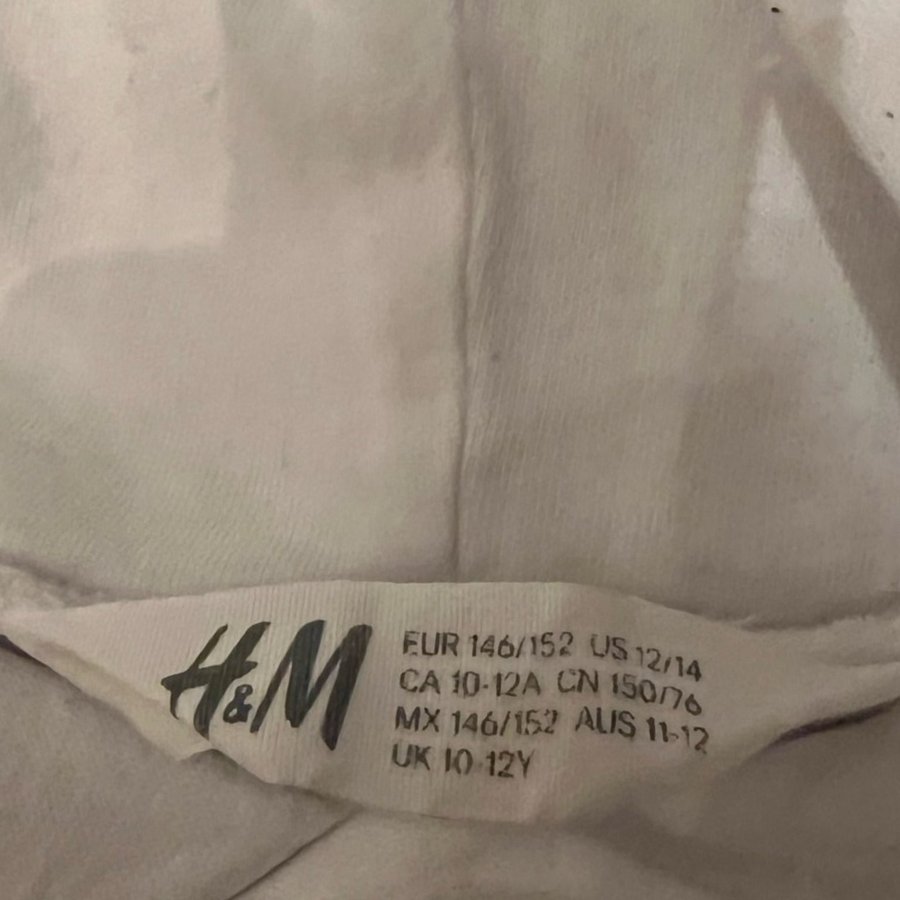 H&M
EUR 146/152 US 12/14
CA 10-12A CN 150/76
MX 146/152 AUS 11-12
UK 10-12Y